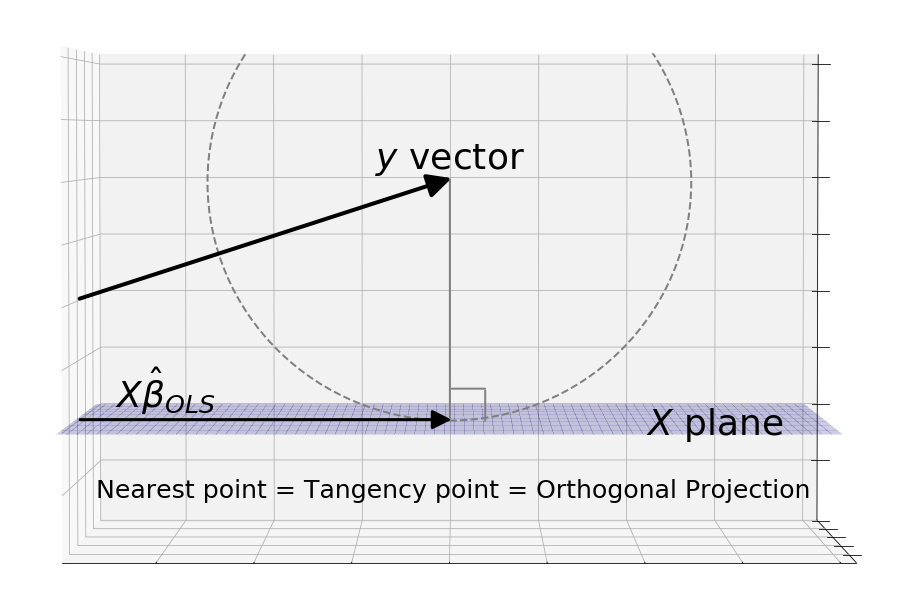 y vector
Xβ̂_OLS
X plane
Nearest point = Tangency point = Orthogonal Projection